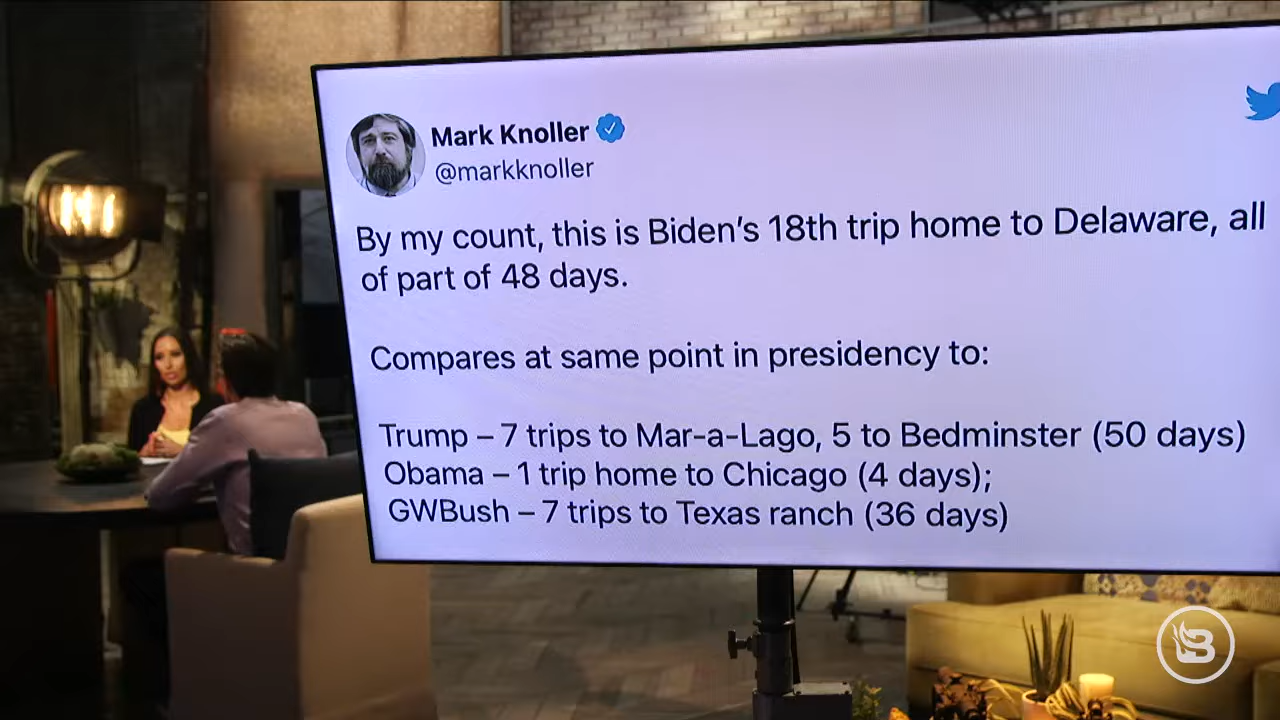 Mark Knoller
@markknoller
By my count, this is Biden's 18th trip home to Delaware, all
of part of 48 days.
Compares at same point in presidency to:
Trump – 7 trips to Mar-a-Lago, 5 to Bedminster (50 days)
Obama – 1 trip home to Chicago (4 days);
GWBush – 7 trips to Texas ranch (36 days)
B